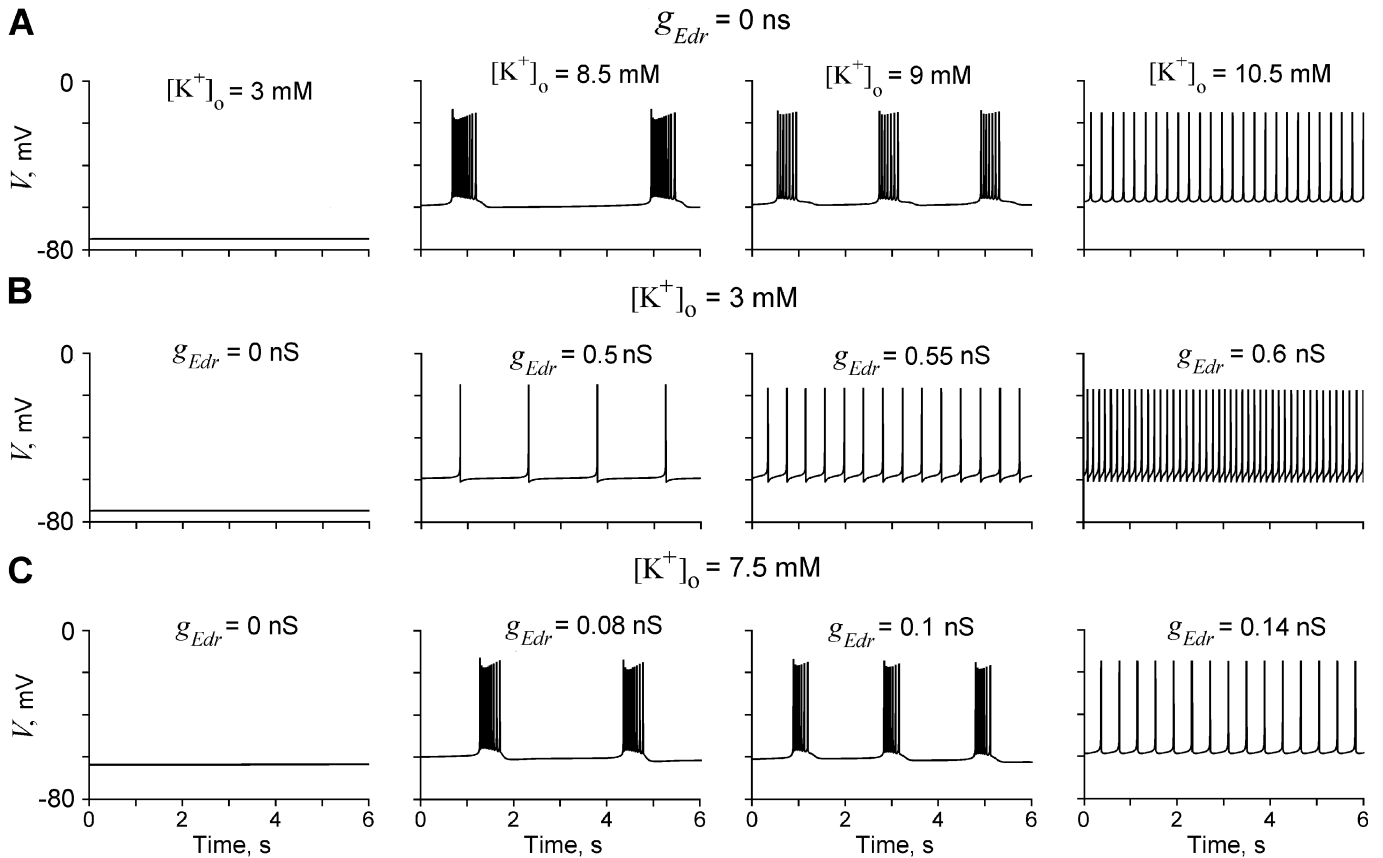 A
g_Edr = 0 ns
[K⁺]ₒ = 3 mM
[K⁺]ₒ = 8.5 mM
[K⁺]ₒ = 9 mM
[K⁺]ₒ = 10.5 mM
0
V, mV
-80
B
[K⁺]ₒ = 3 mM
g_Edr = 0 nS
g_Edr = 0.5 nS
g_Edr = 0.55 nS
g_Edr = 0.6 nS
0
V, mV
-80
C
[K⁺]ₒ = 7.5 mM
g_Edr = 0 nS
g_Edr = 0.08 nS
g_Edr = 0.1 nS
g_Edr = 0.14 nS
0
V, mV
-80
0 2 4 6
0 2 4 6
0 2 4 6
0 2 4 6
Time, s
Time, s
Time, s
Time, s